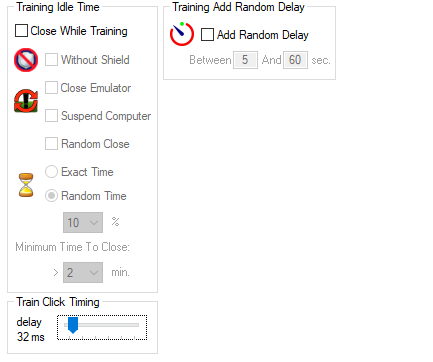 Training Idle Time
Close While Training
Without Shield
Close Emulator
Suspend Computer
Random Close
Exact Time
Random Time
10 %
Minimum Time To Close:
> 2 min.
Train Click Timing
delay
32 ms
Training Add Random Delay
Add Random Delay
Between 5 And 60 sec.